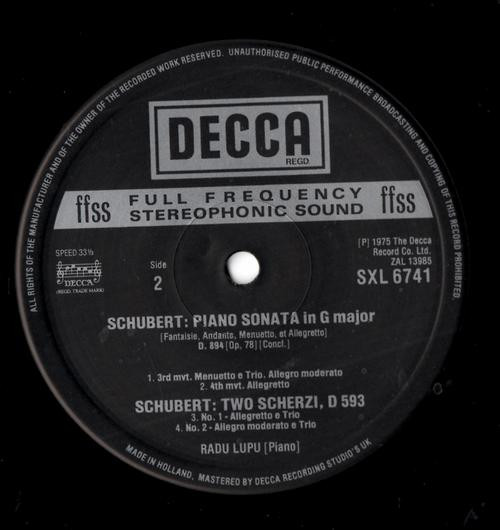 ALL RIGHTS OF THE MANUFACTURER AND OF THE OWNER OF THE RECORDED WORK RESERVED. UNAUTHORISED PUBLIC PERFORMANCE BROADCASTING AND COPYING OF THIS RECORD PROHIBITED.
DECCA
REGD.
ffss FULL FREQUENCY ffss
STEREOPHONIC SOUND
SPEED 33⅓
DECCA
(REGD. TRADE MARK)
Side
2
[P] 1975 The Decca
Record Co. Ltd.
ZAL 13985
SXL 6741
SCHUBERT: PIANO SONATA in G major
[Fantaisie, Andante, Menuetto, et Allegretto]
D. 894 [Op, 78] [Concl.]
1. 3rd mvt. Menuetto e Trio. Allegro moderato
2. 4th mvt. Allegretto
SCHUBERT: TWO SCHERZI, D 593
3. No. 1 - Allegretto e Trio
4. No. 2 - Allegro moderato e Trio
RADU LUPU [Piano]
MADE IN HOLLAND, MASTERED BY DECCA RECORDING STUDIO'S UK